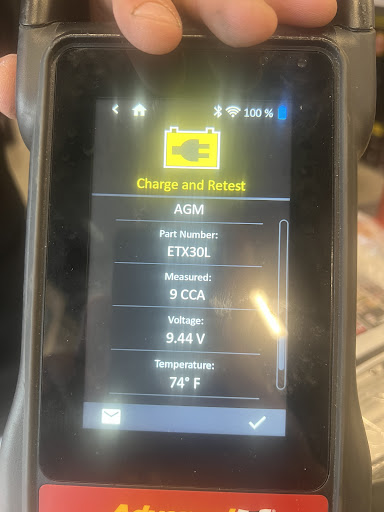 100 %
Charge and Retest
AGM
Part Number:
ETX30L
Measured:
9 CCA
Voltage:
9.44 V
Temperature:
74° F